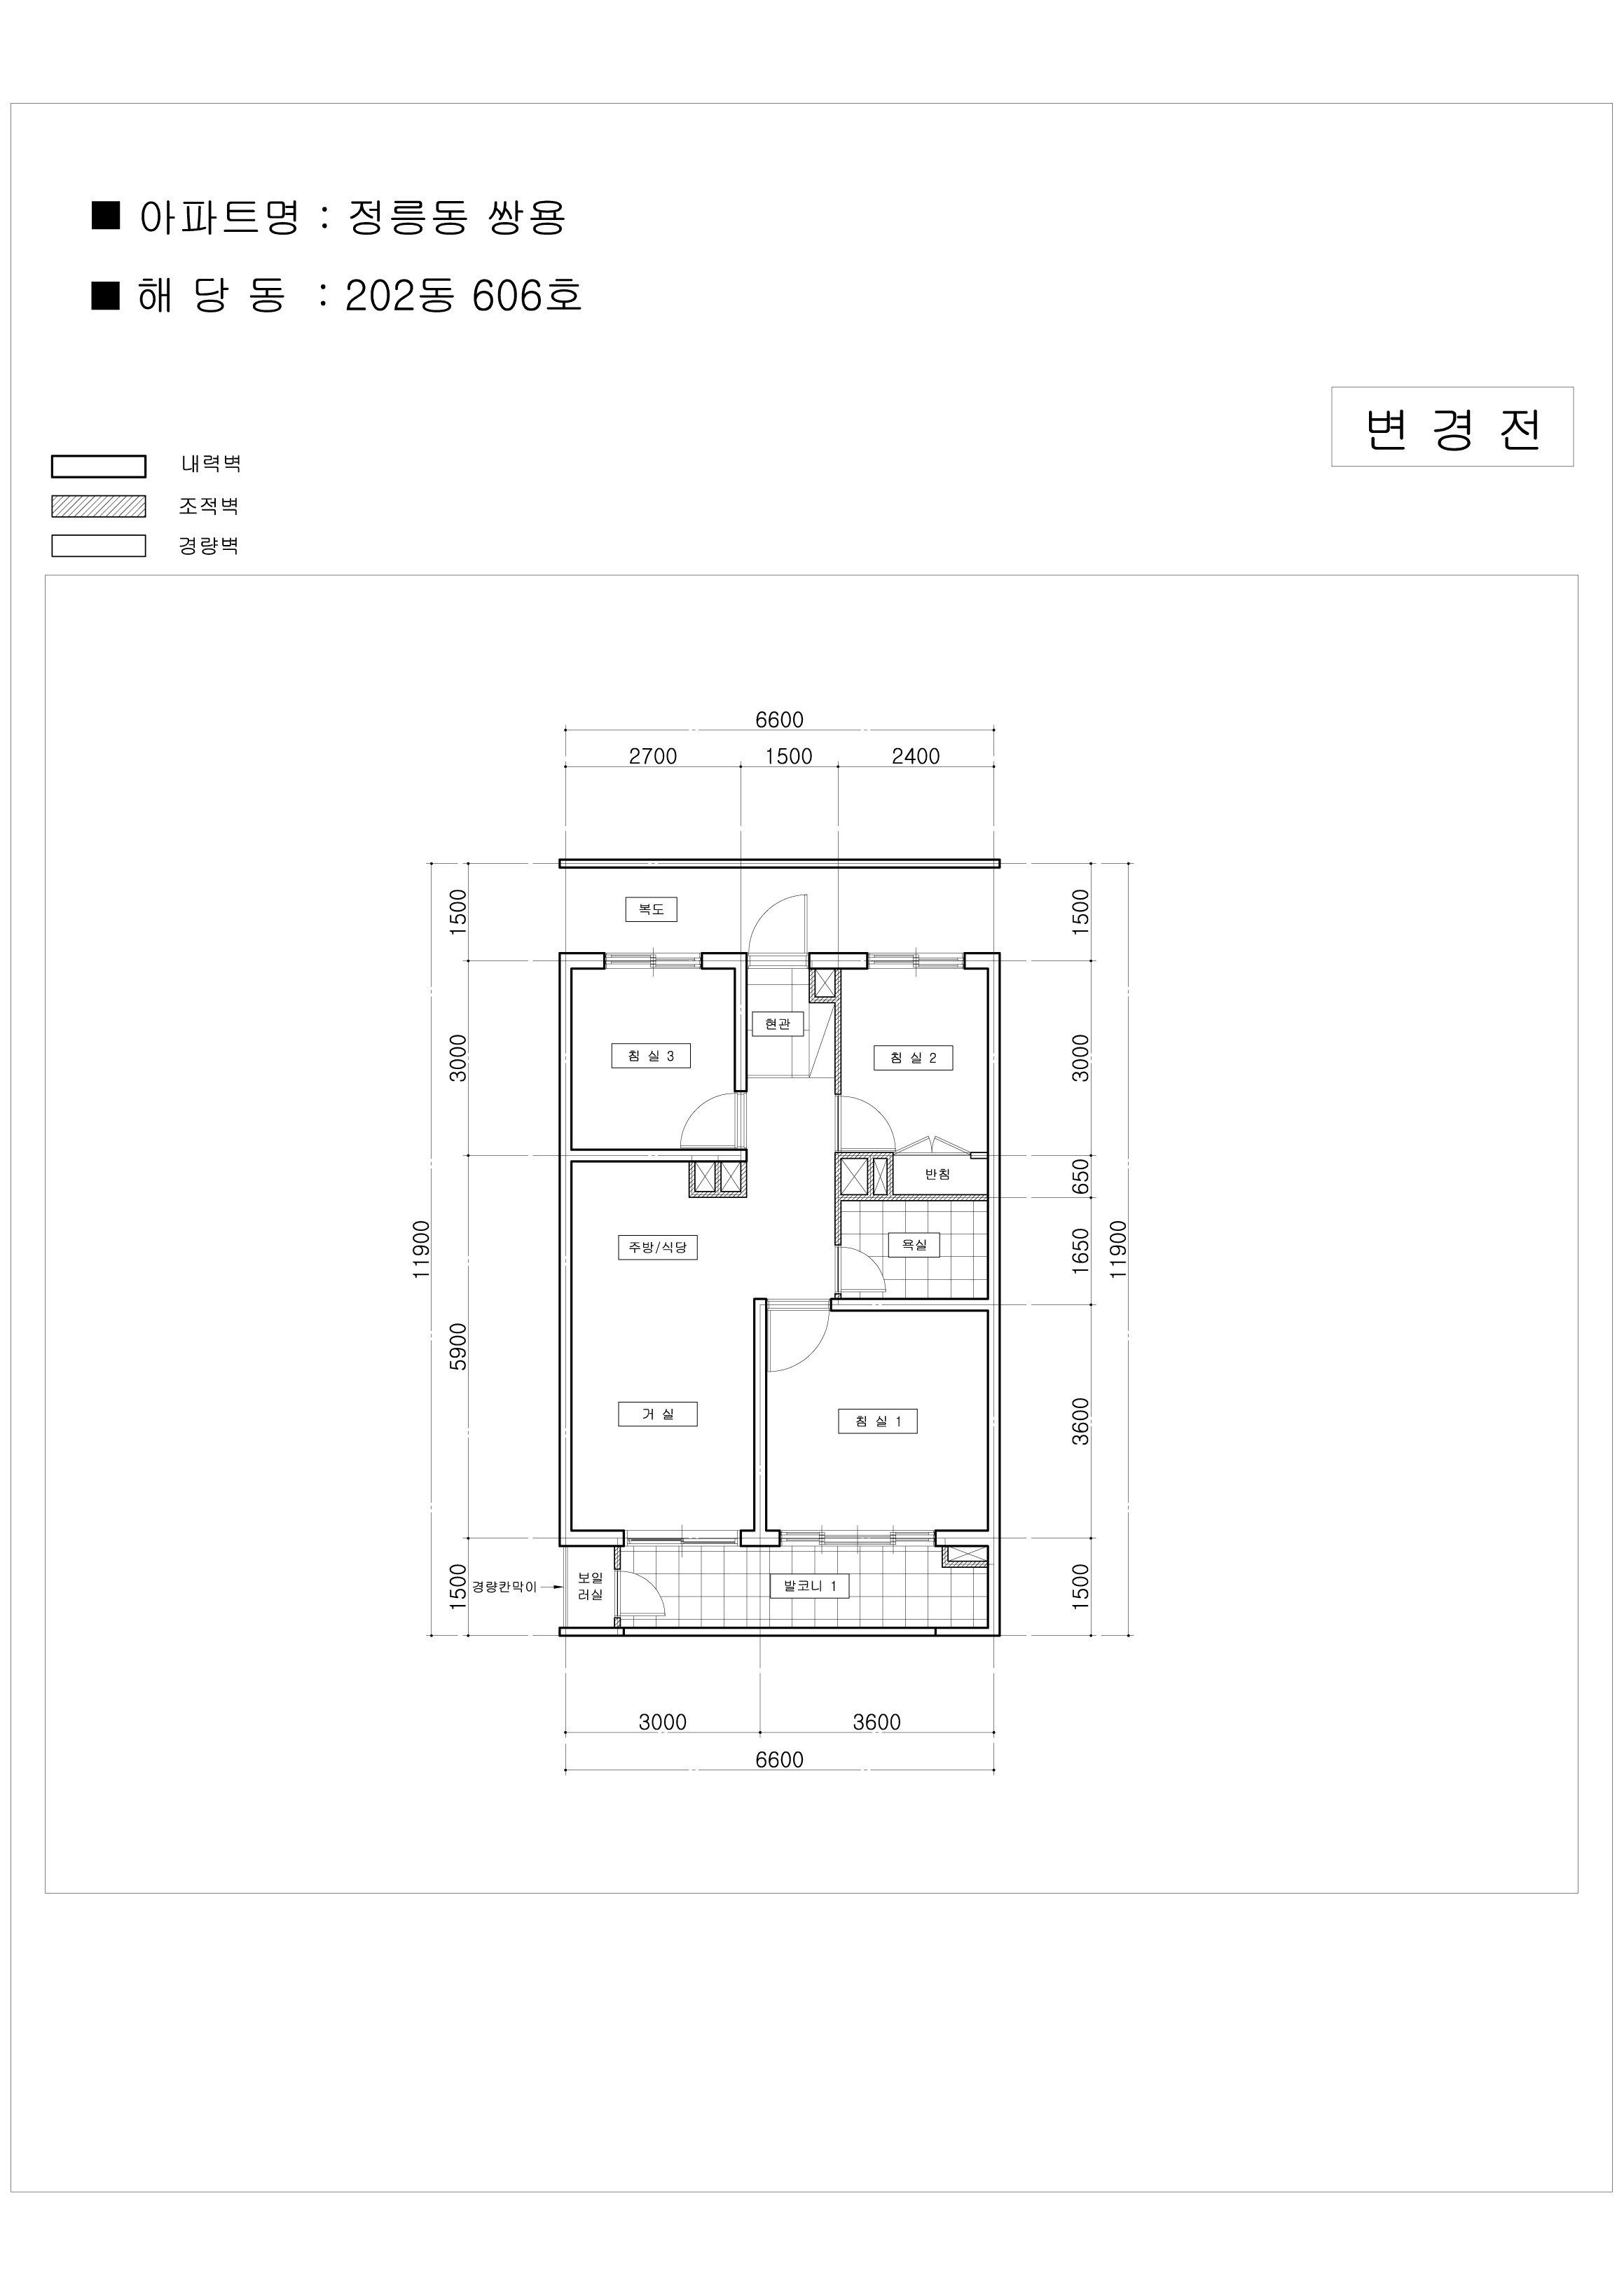 ■ 아파트명 : 정릉동 쌍용
■ 해 당 동 : 202동 606호
변 경 전
내력벽
조적벽
경량벽
6600
2700 1500 2400
1500 복도 1500
현관
3000 침 실 3 침 실 2 3000
반침 650
11900 주방/식당 욕실 1650 11900
5900
거 실 침 실 1 3600
1500 경량칸막이 보일 발코니 1 1500
러실
3000 3600
6600